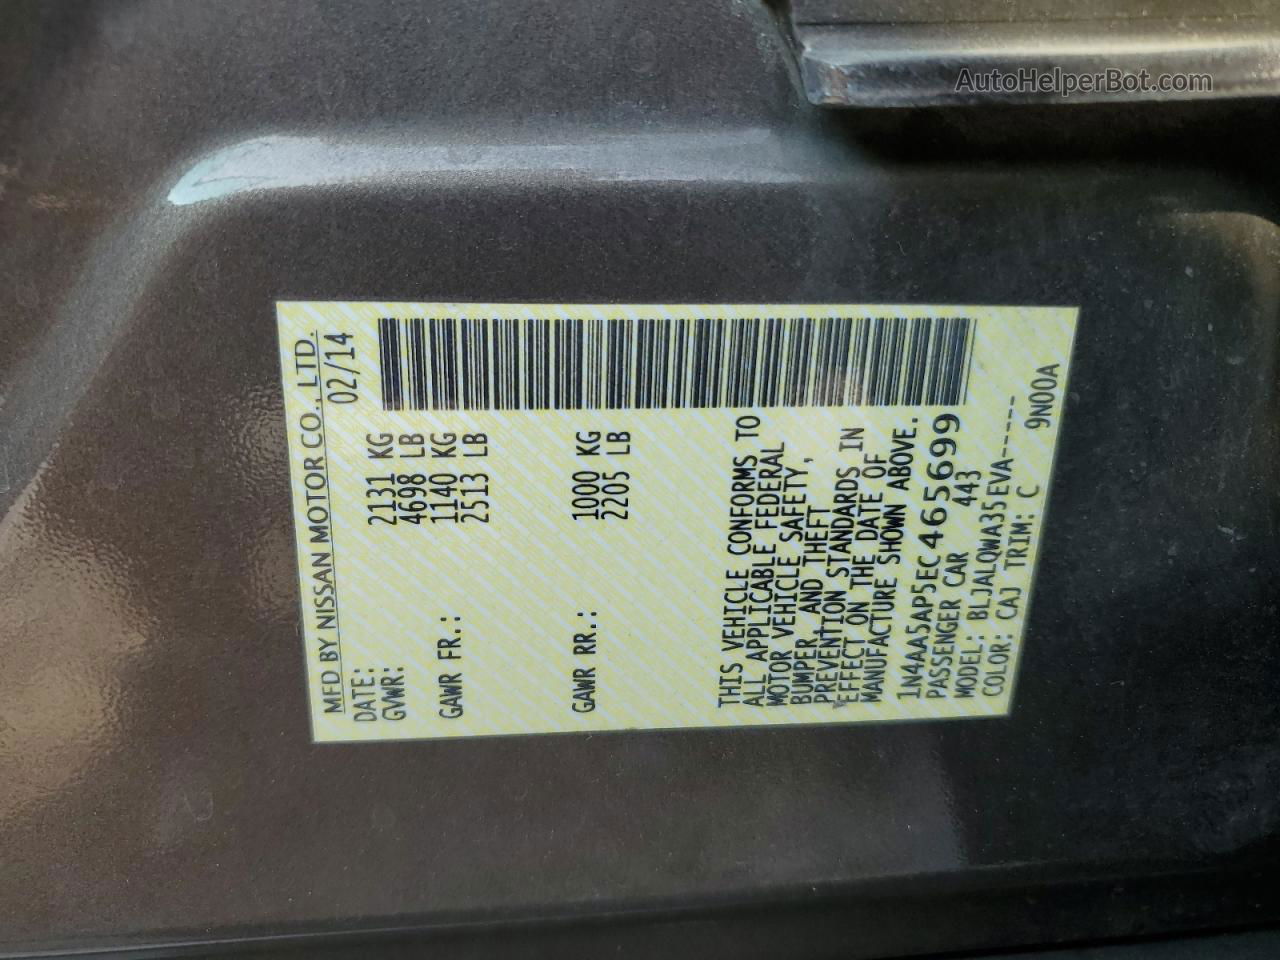 AutoHelperBot.com
MFD BY NISSAN MOTOR CO., LTD.
DATE: 02/14
GVWR: 2131 KG
4698 LB
GAWR FR.: 1140 KG
2513 LB
GAWR RR.: 1000 KG
2205 LB
THIS VEHICLE CONFORMS TO
ALL APPLICABLE FEDERAL
MOTOR VEHICLE SAFETY,
BUMPER, AND THEFT
PREVENTION STANDARDS IN
EFFECT ON THE DATE OF
MANUFACTURE SHOWN ABOVE.
1N4AA5AP5EC465699
PASSENGER CAR 443
MODEL: BLJALQWA35EVA-----
COLOR: CAJ TRIM: C 9N00A